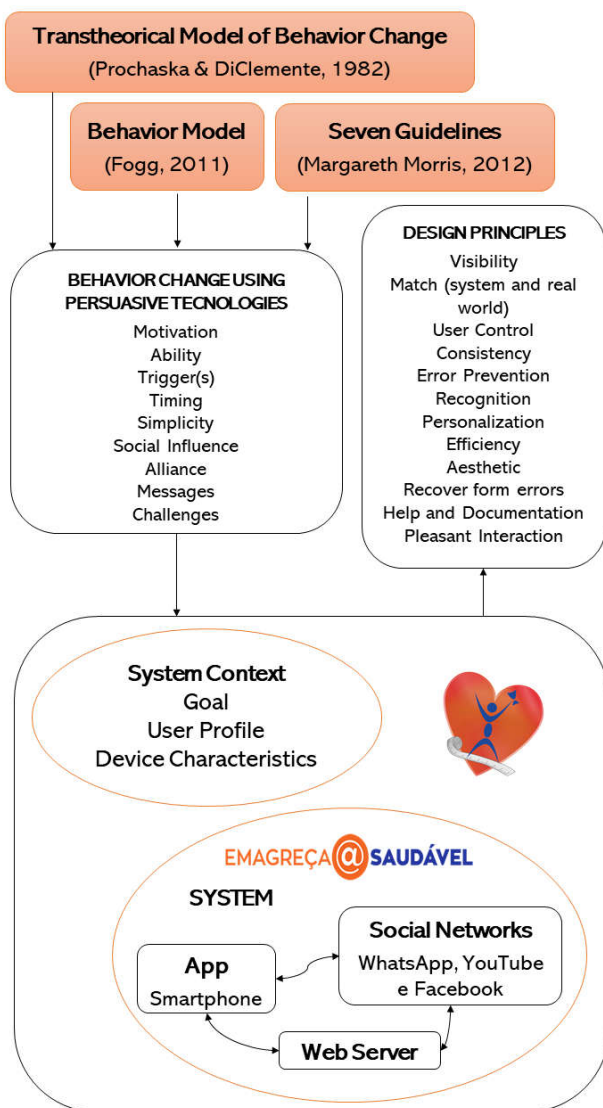 Transtheorical Model of Behavior Change
(Prochaska & DiClemente, 1982)
Behavior Model
(Fogg, 2011)
Seven Guidelines
(Margareth Morris, 2012)
BEHAVIOR CHANGE USING
PERSUASIVE TECNOLOGIES
Motivation
Ability
Trigger(s)
Timing
Simplicity
Social Influence
Alliance
Messages
Challenges
DESIGN PRINCIPLES
Visibility
Match (system and real
world)
User Control
Consistency
Error Prevention
Recognition
Personalization
Efficiency
Aesthetic
Recover form errors
Help and Documentation
Pleasant Interaction
System Context
Goal
User Profile
Device Characteristics
EMAGREÇA@SAUDÁVEL
SYSTEM
App
Smartphone
Social Networks
WhatsApp, YouTube
e Facebook
Web Server